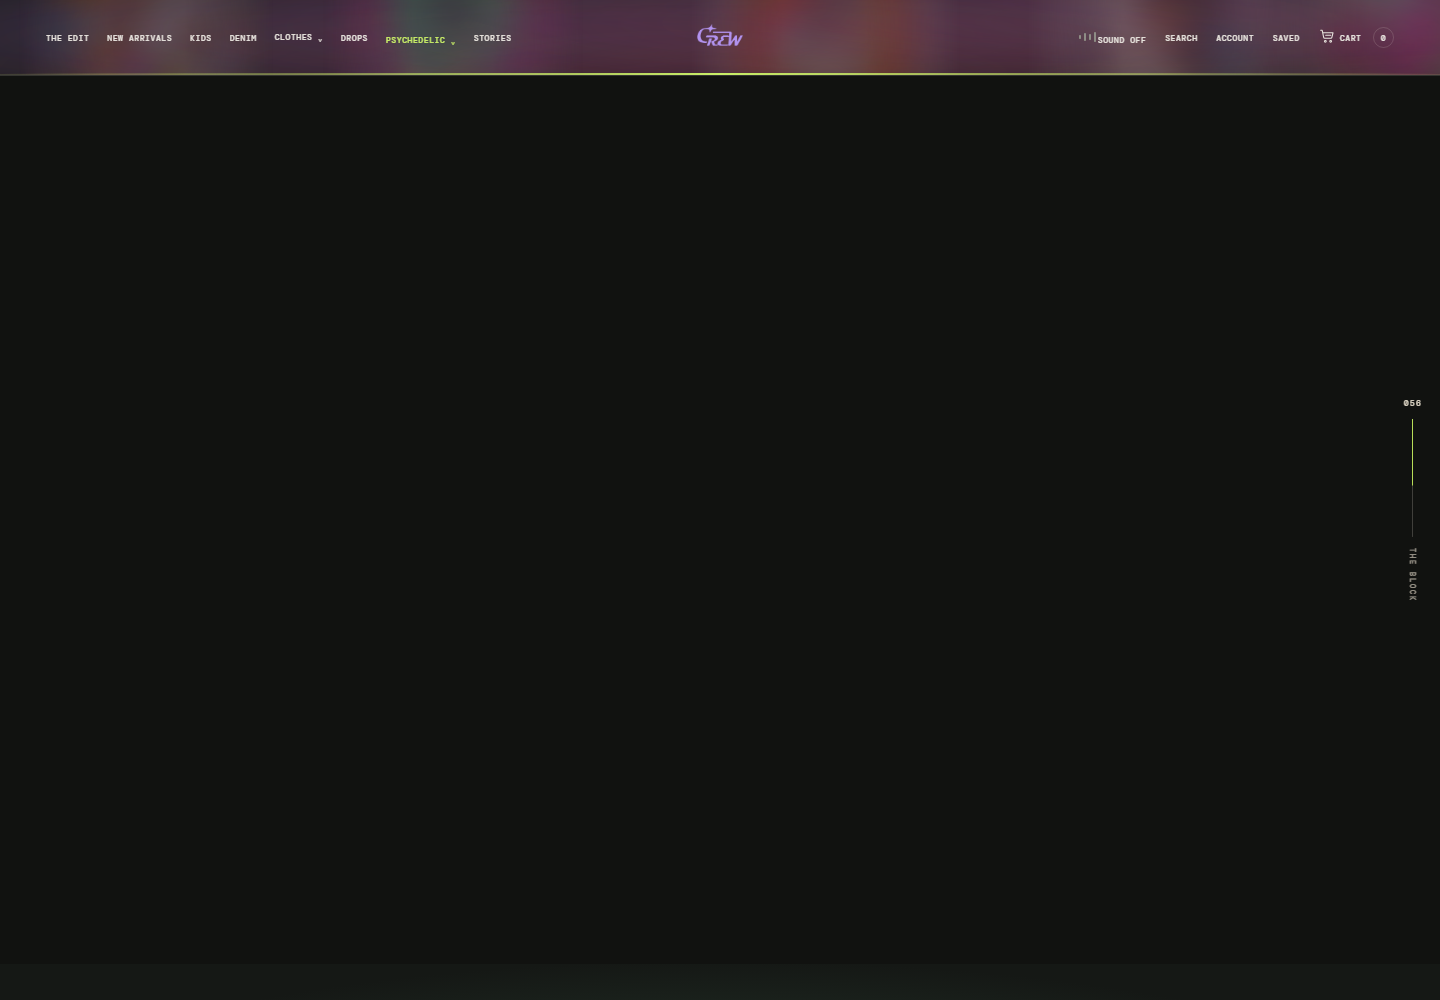 THE EDIT NEW ARRIVALS KIDS DENIM CLOTHES DROPS PSYCHEDELIC STORIES
GREW
SOUND OFF SEARCH ACCOUNT SAVED CART 0
056
THE BLOCK